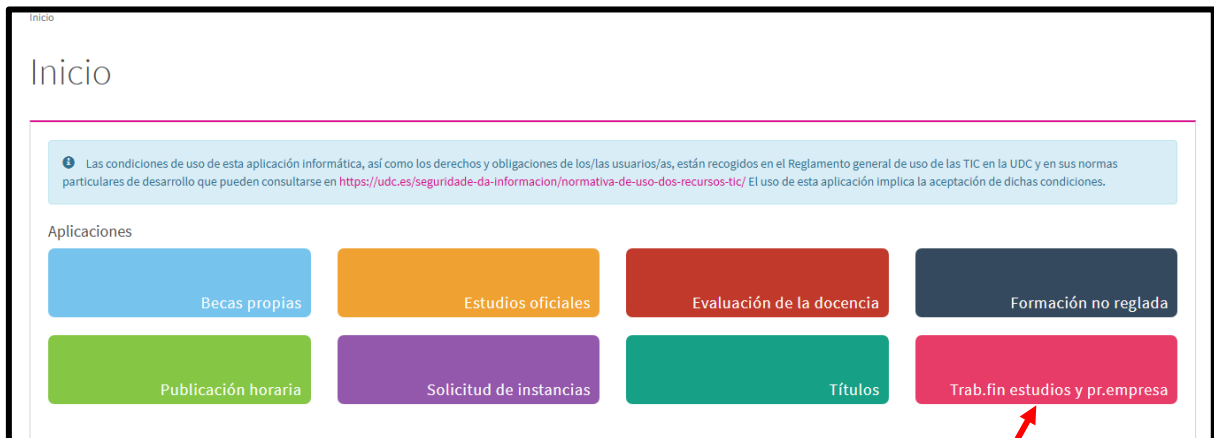 Inicio
Inicio
Las condiciones de uso de esta aplicación informática, así como los derechos y obligaciones de los/las usuarios/as, están recogidos en el Reglamento general de uso de las TIC en la UDC y en sus normas
particulares de desarrollo que pueden consultarse en https://udc.es/seguridade-da-informacion/normativa-de-uso-dos-recursos-tic/ El uso de esta aplicación implica la aceptación de dichas condiciones.
Aplicaciones
Becas propias
Estudios oficiales
Evaluación de la docencia
Formación no reglada
Publicación horaria
Solicitud de instancias
Títulos
Trab.fin estudios y pr.empresa